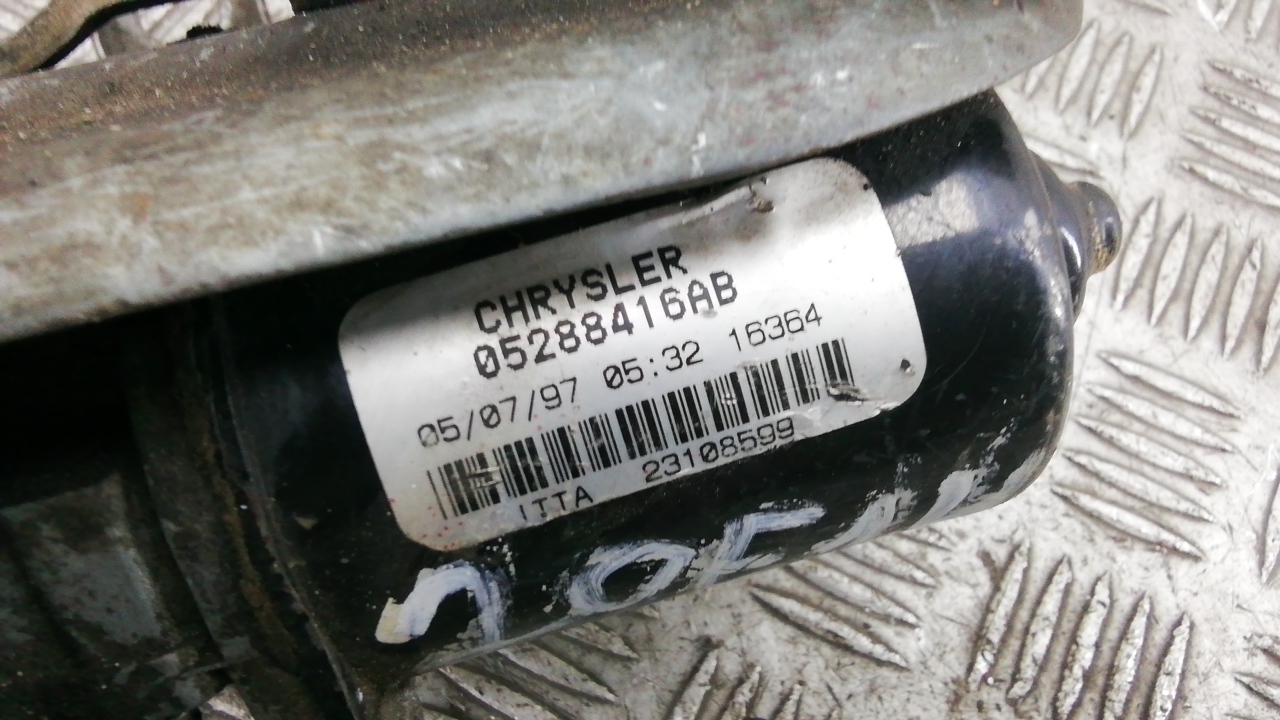 CHRYSLER
05288416AB
05/07/97 05:32 16364
ITTA 23108599